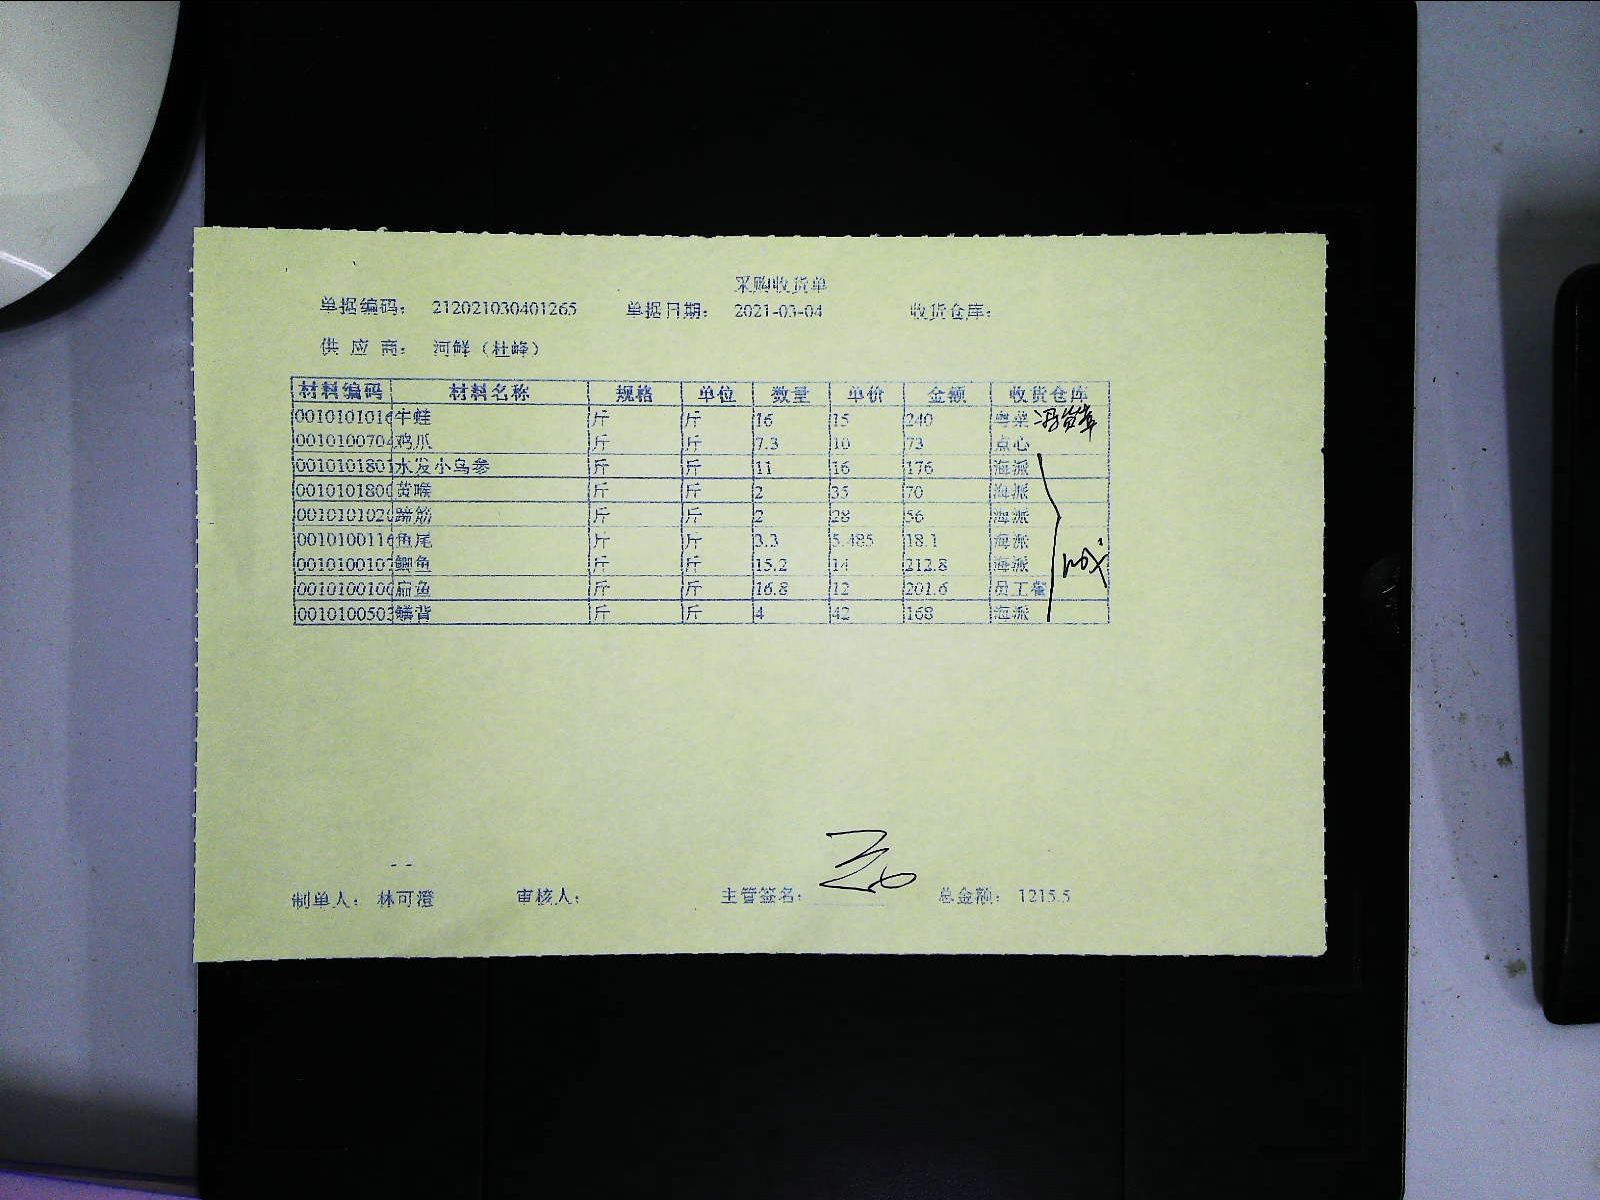 采购收货单
单据编码： 212021030401265 单据日期： 2021-03-04 收货仓库：
供 应 商： 河鲜（杜峰）
材料编码 材料名称 规格 单位 数量 单价 金额 收货仓库
0010101016 牛蛙 斤 斤 16 15 240 粤菜
0010100704 鸡爪 斤 斤 7.3 10 73 点心
0010101801 水发小乌参 斤 斤 11 16 176 海派
001010180 黄喉 斤 斤 2 35 70 海派
001010102 蹄筋 斤 斤 2 28 56 海派
0010100116 鱼尾 斤 斤 3.3 5.485 18.1 海派
0010100107 鮰鱼 斤 斤 15.2 14 212.8 海派
001010010 扁鱼 斤 斤 16.8 12 201.6 员工餐
0010100503 鳝背 斤 斤 4 42 168 海派
制单人： 林可澄 审核人： 主管签名： 总金额： 1215.5